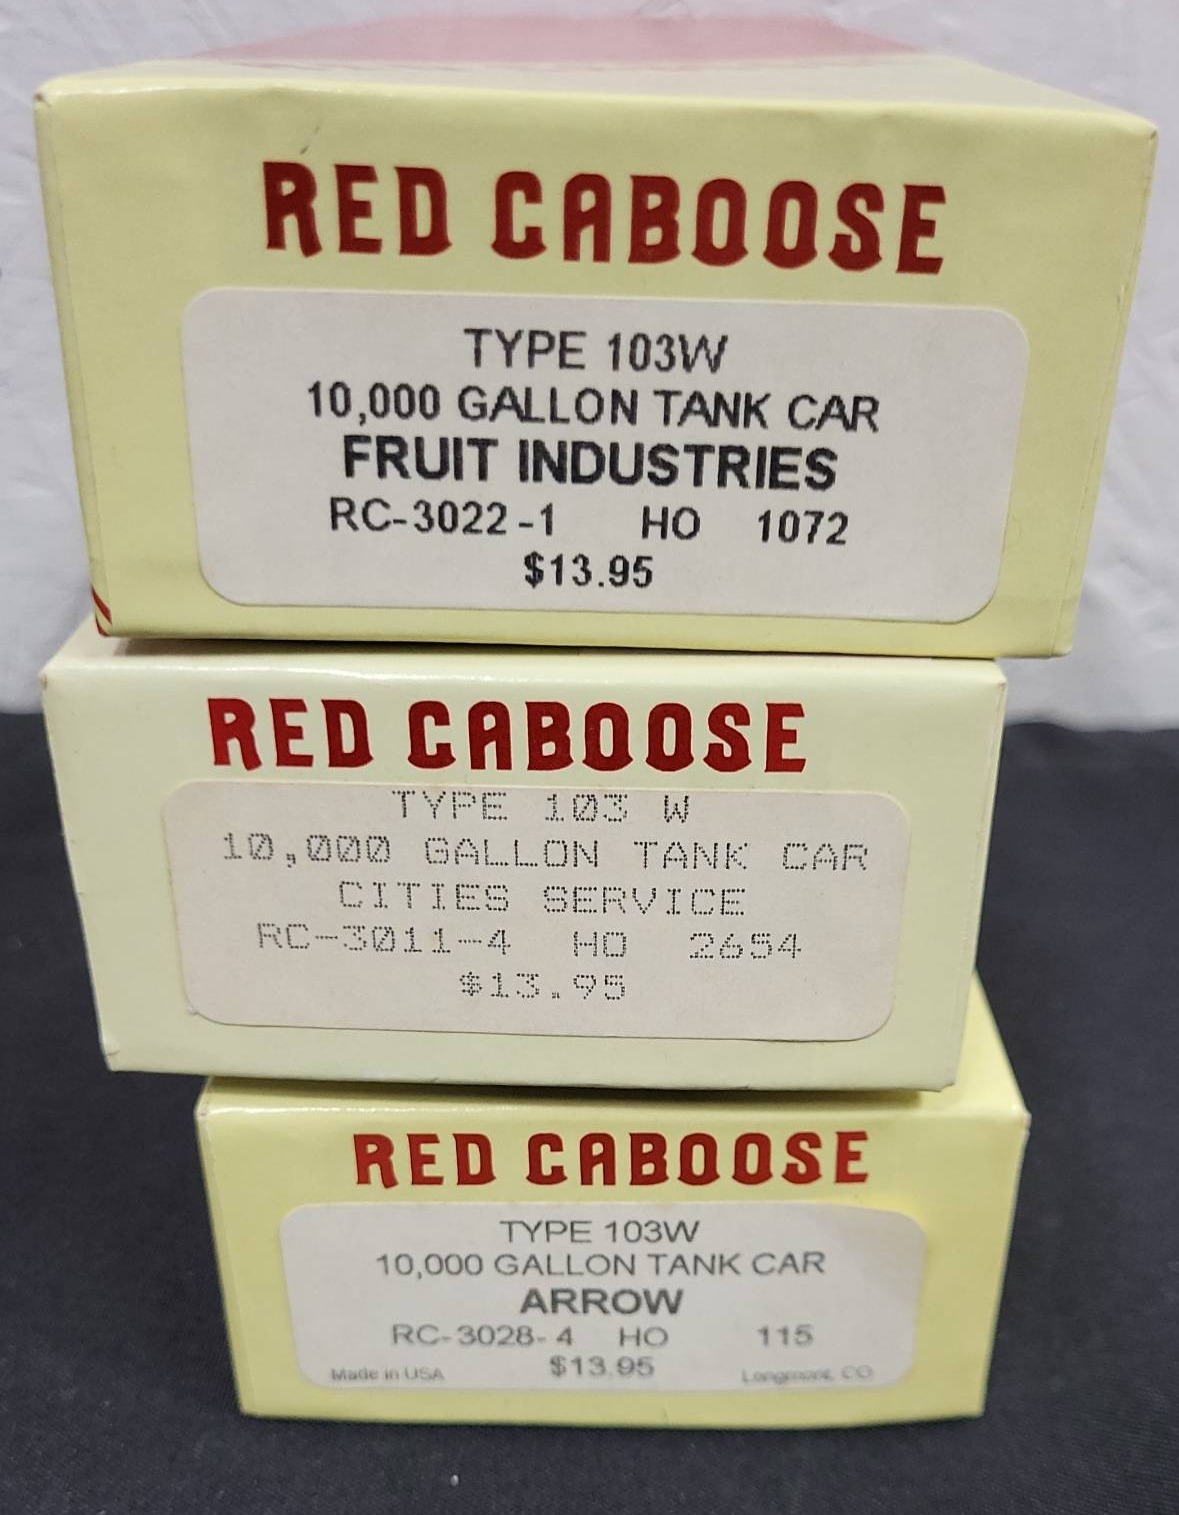 RED CABOOSE
TYPE 103W
10,000 GALLON TANK CAR
FRUIT INDUSTRIES
RC-3022-1 HO 1072
$13.95
RED CABOOSE
TYPE 103 W
10,000 GALLON TANK CAR
CITIES SERVICE
RC-3011-4 HO 2654
$13.95
RED CABOOSE
TYPE 103W
10,000 GALLON TANK CAR
ARROW
RC-3028-4 HO 115
Made in USA $13.95 Longmont, CO